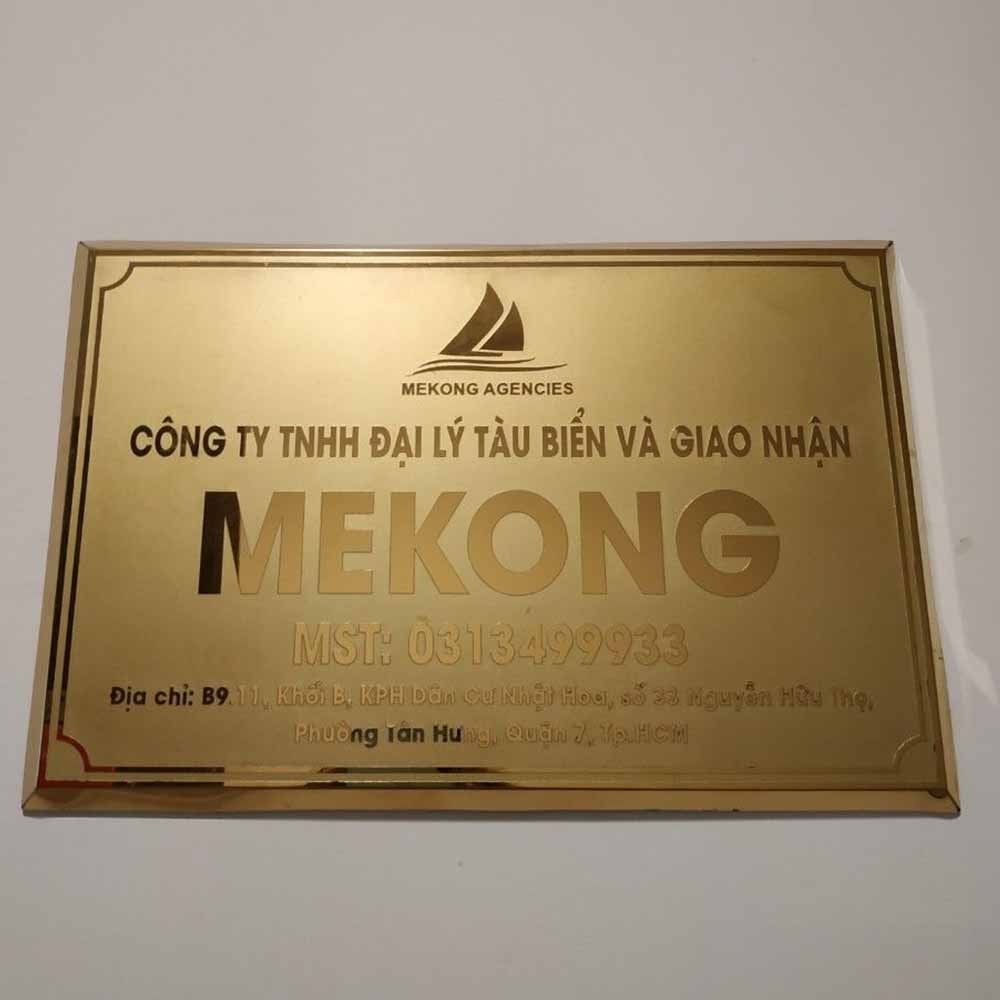 MEKONG AGENCIES
CÔNG TY TNHH ĐẠI LÝ TÀU BIỂN VÀ GIAO NHẬN
MEKONG
MST: 0313499933
Địa chỉ: B9.11, Khối B, KPH Dân Cư Nhật Hoa, số 33 Nguyễn Hữu Thọ,
Phường Tân Hưng, Quận 7, Tp.HCM